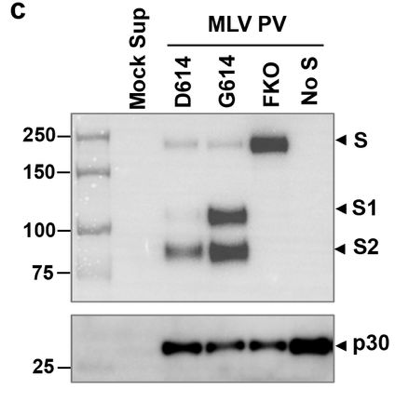 C
MLV PV
Mock Sup
D614
G614
FKO
No S
250
150
100
75
S
S1
S2
25
p30